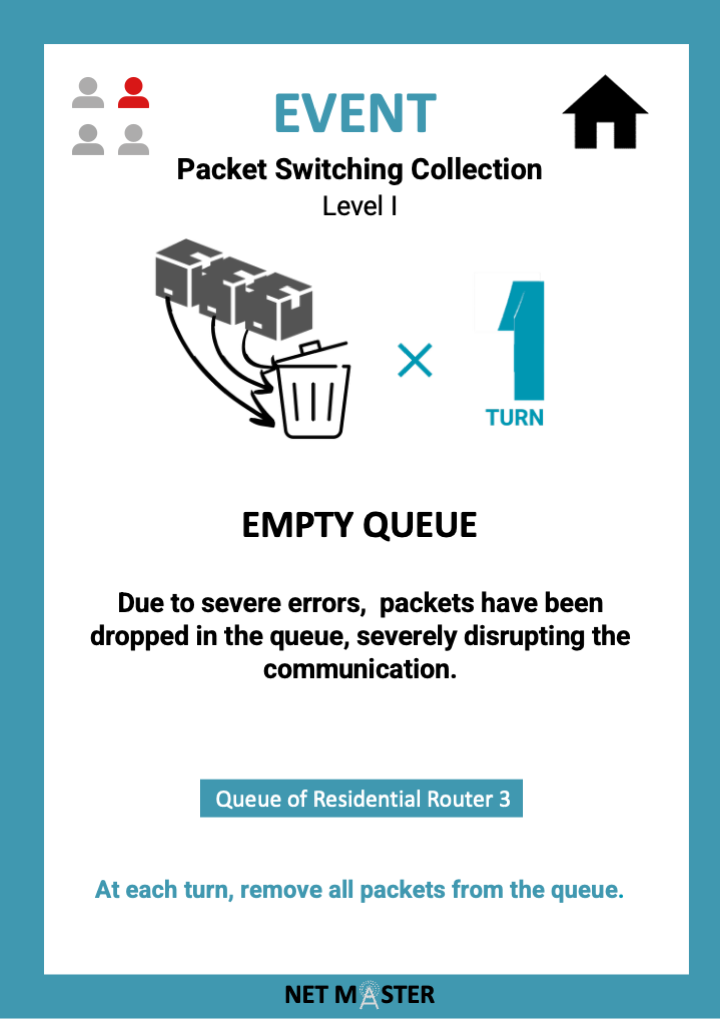 EVENT
Packet Switching Collection
Level I
1
TURN
EMPTY QUEUE
Due to severe errors, packets have been
dropped in the queue, severely disrupting the
communication.
Queue of Residential Router 3
At each turn, remove all packets from the queue.
NET MASTER